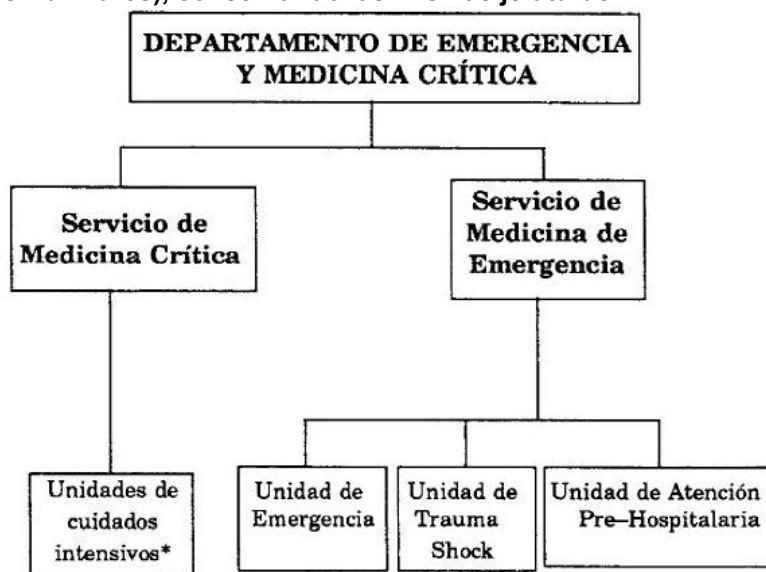 DEPARTAMENTO DE EMERGENCIA
Y MEDICINA CRÍTICA
Servicio de
Medicina Crítica
Servicio de
Medicina de
Emergencia
Unidades de
cuidados
intensivos*
Unidad de
Emergencia
Unidad de
Trauma
Shock
Unidad de Atención
Pre–Hospitalaria